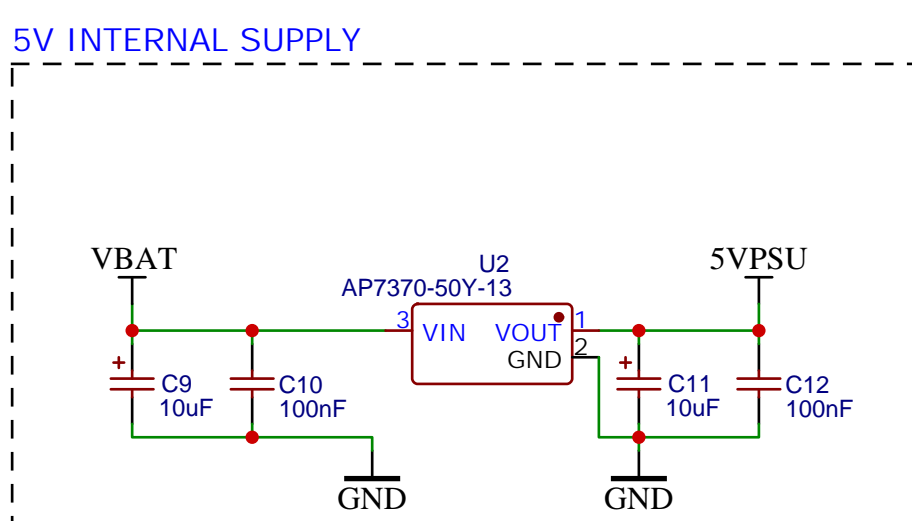 5V INTERNAL SUPPLY
VBAT
U2
AP7370-50Y-13
5VPSU
3
VIN
VOUT
1
GND
2
+
C9
10uF
C10
100nF
+
C11
10uF
C12
100nF
GND
GND